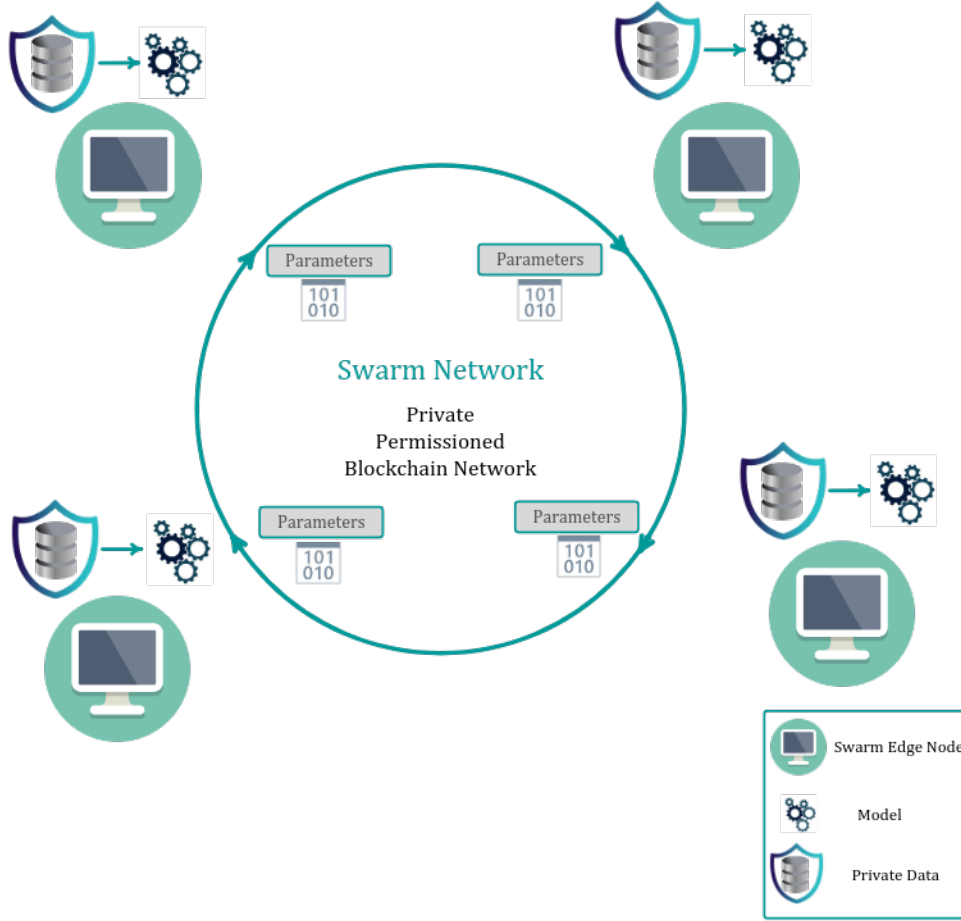 Parameters
Parameters
101
010
101
010
Swarm Network
Private
Permissioned
Blockchain Network
Parameters
Parameters
101
010
101
010
Swarm Edge Node
Model
Private Data